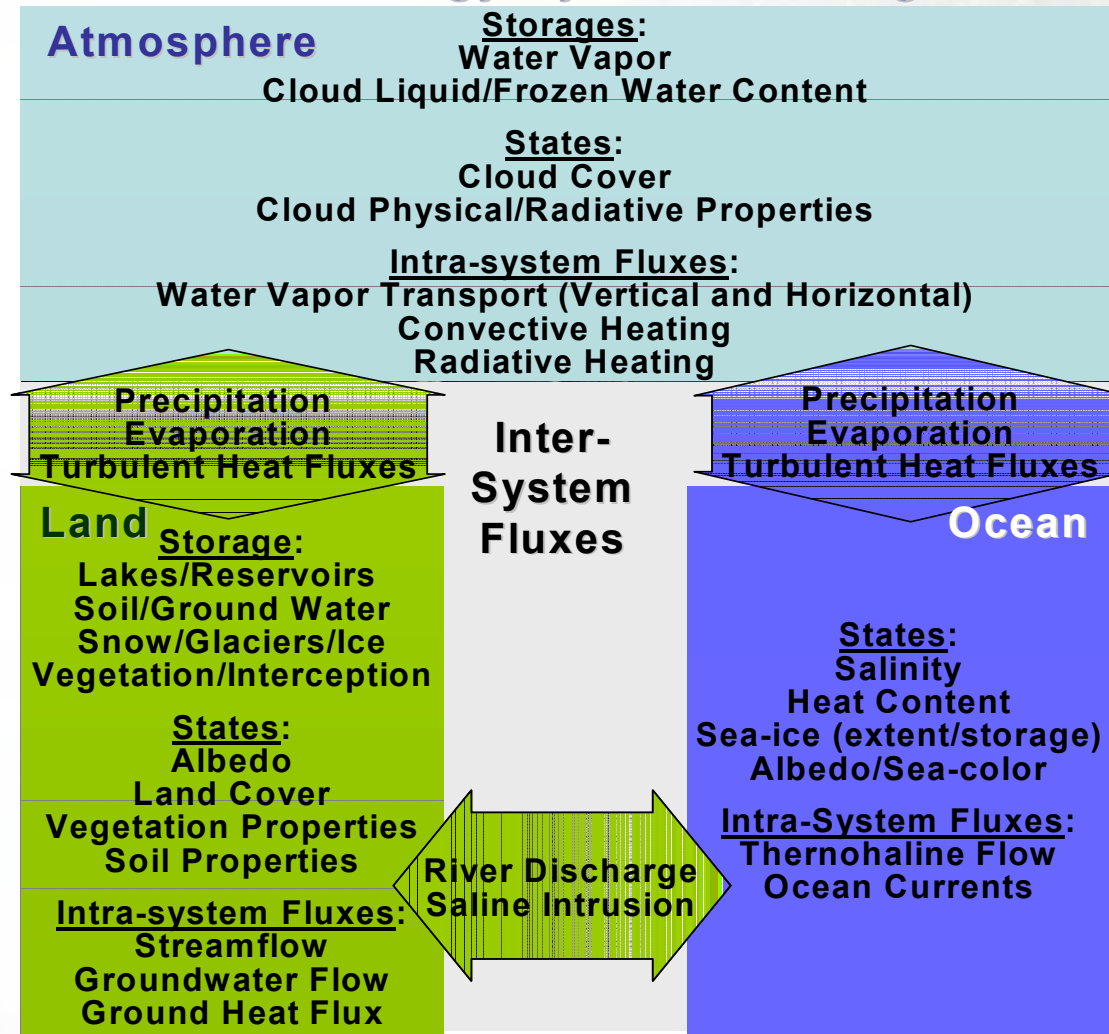 Atmosphere
Storages:
Water Vapor
Cloud Liquid/Frozen Water Content
States:
Cloud Cover
Cloud Physical/Radiative Properties
Intra-system Fluxes:
Water Vapor Transport (Vertical and Horizontal)
Convective Heating
Radiative Heating
Precipitation
Evaporation
Turbulent Heat Fluxes
Inter-
System
Fluxes
Precipitation
Evaporation
Turbulent Heat Fluxes
Land
Storage:
Lakes/Reservoirs
Soil/Ground Water
Snow/Glaciers/Ice
Vegetation/Interception
States:
Albedo
Land Cover
Vegetation Properties
Soil Properties
Intra-system Fluxes:
Streamflow
Groundwater Flow
Ground Heat Flux
River Discharge
Saline Intrusion
Ocean
States:
Salinity
Heat Content
Sea-ice (extent/storage)
Albedo/Sea-color
Intra-System Fluxes:
Thernohaline Flow
Ocean Currents